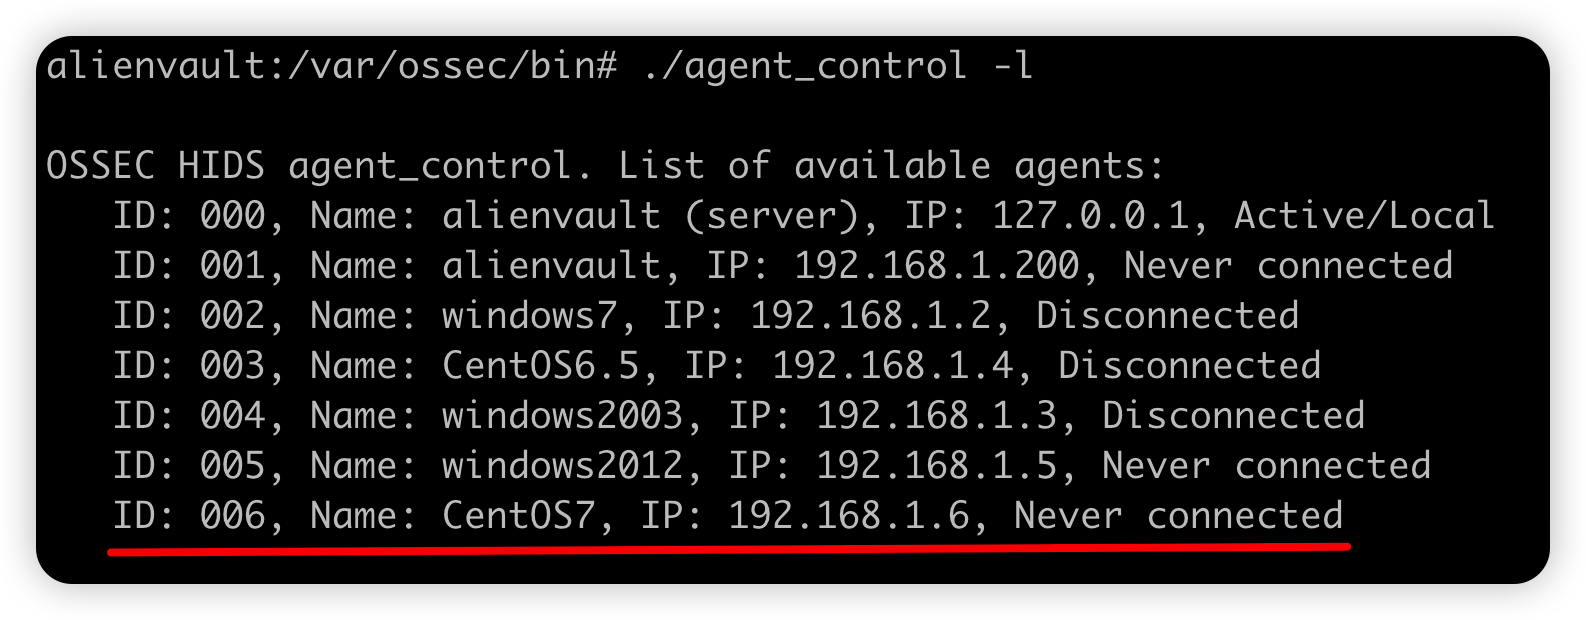 alienvault:/var/ossec/bin# ./agent_control -l
OSSEC HIDS agent_control. List of available agents:
ID: 000, Name: alienvault (server), IP: 127.0.0.1, Active/Local
ID: 001, Name: alienvault, IP: 192.168.1.200, Never connected
ID: 002, Name: windows7, IP: 192.168.1.2, Disconnected
ID: 003, Name: CentOS6.5, IP: 192.168.1.4, Disconnected
ID: 004, Name: windows2003, IP: 192.168.1.3, Disconnected
ID: 005, Name: windows2012, IP: 192.168.1.5, Never connected
ID: 006, Name: CentOS7, IP: 192.168.1.6, Never connected